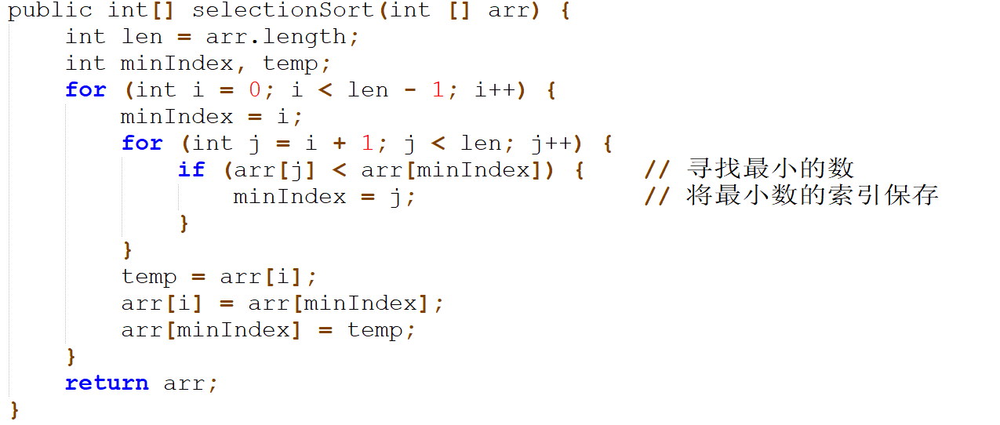 public int[] selectionSort(int [] arr) {
    int len = arr.length;
    int minIndex, temp;
    for (int i = 0; i < len - 1; i++) {
        minIndex = i;
        for (int j = i + 1; j < len; j++) {
            if (arr[j] < arr[minIndex]) {    // 寻找最小的数
                minIndex = j;                // 将最小数的索引保存
            }
        }
        temp = arr[i];
        arr[i] = arr[minIndex];
        arr[minIndex] = temp;
    }
    return arr;
}